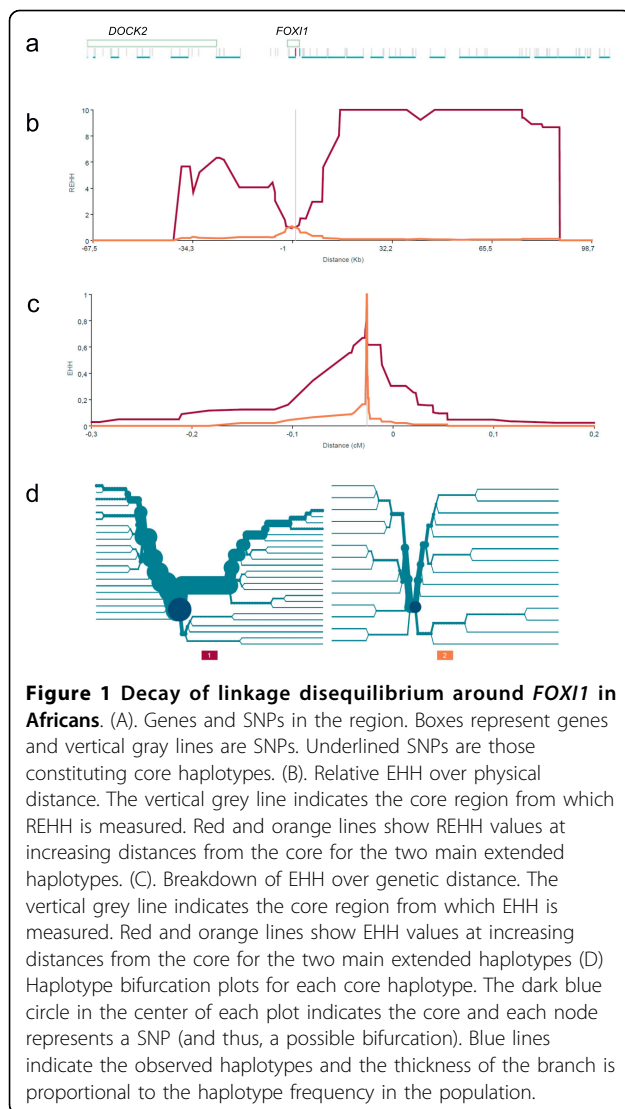 a
DOCK2
FOXI1
b
10
8
6
4
2
0
REHH
-67,5
-34,3
-1
32,2
65,5
98,7
Distance (Kb)
c
1
0,8
0,6
0,4
0,2
0
EHH
-0,3
-0,2
-0,1
0
0,1
0,2
Distance (cM)
d
1
2
Figure 1 Decay of linkage disequilibrium around FOXI1 in
Africans. (A). Genes and SNPs in the region. Boxes represent genes
and vertical gray lines are SNPs. Underlined SNPs are those
constituting core haplotypes. (B). Relative EHH over physical
distance. The vertical grey line indicates the core region from which
REHH is measured. Red and orange lines show REHH values at
increasing distances from the core for the two main extended
haplotypes. (C). Breakdown of EHH over genetic distance. The
vertical grey line indicates the core region from which EHH is
measured. Red and orange lines show EHH values at increasing
distances from the core for the two main extended haplotypes (D)
Haplotype bifurcation plots for each core haplotype. The dark blue
circle in the center of each plot indicates the core and each node
represents a SNP (and thus, a possible bifurcation). Blue lines
indicate the observed haplotypes and the thickness of the branch is
proportional to the haplotype frequency in the population.